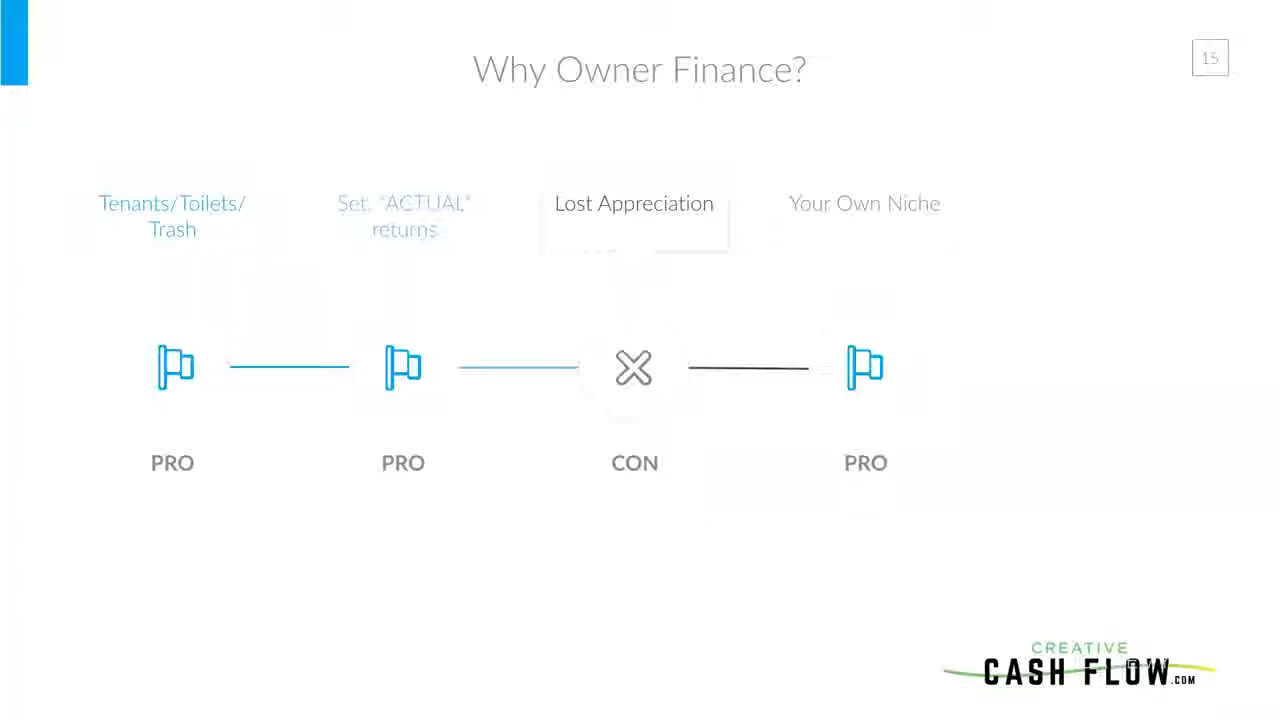 Why Owner Finance?
15
Tenants/Toilets/
Trash
Set, "ACTUAL"
returns
Lost Appreciation
Your Own Niche
PRO
PRO
CON
PRO
CREATIVE
CASH FLOW.COM